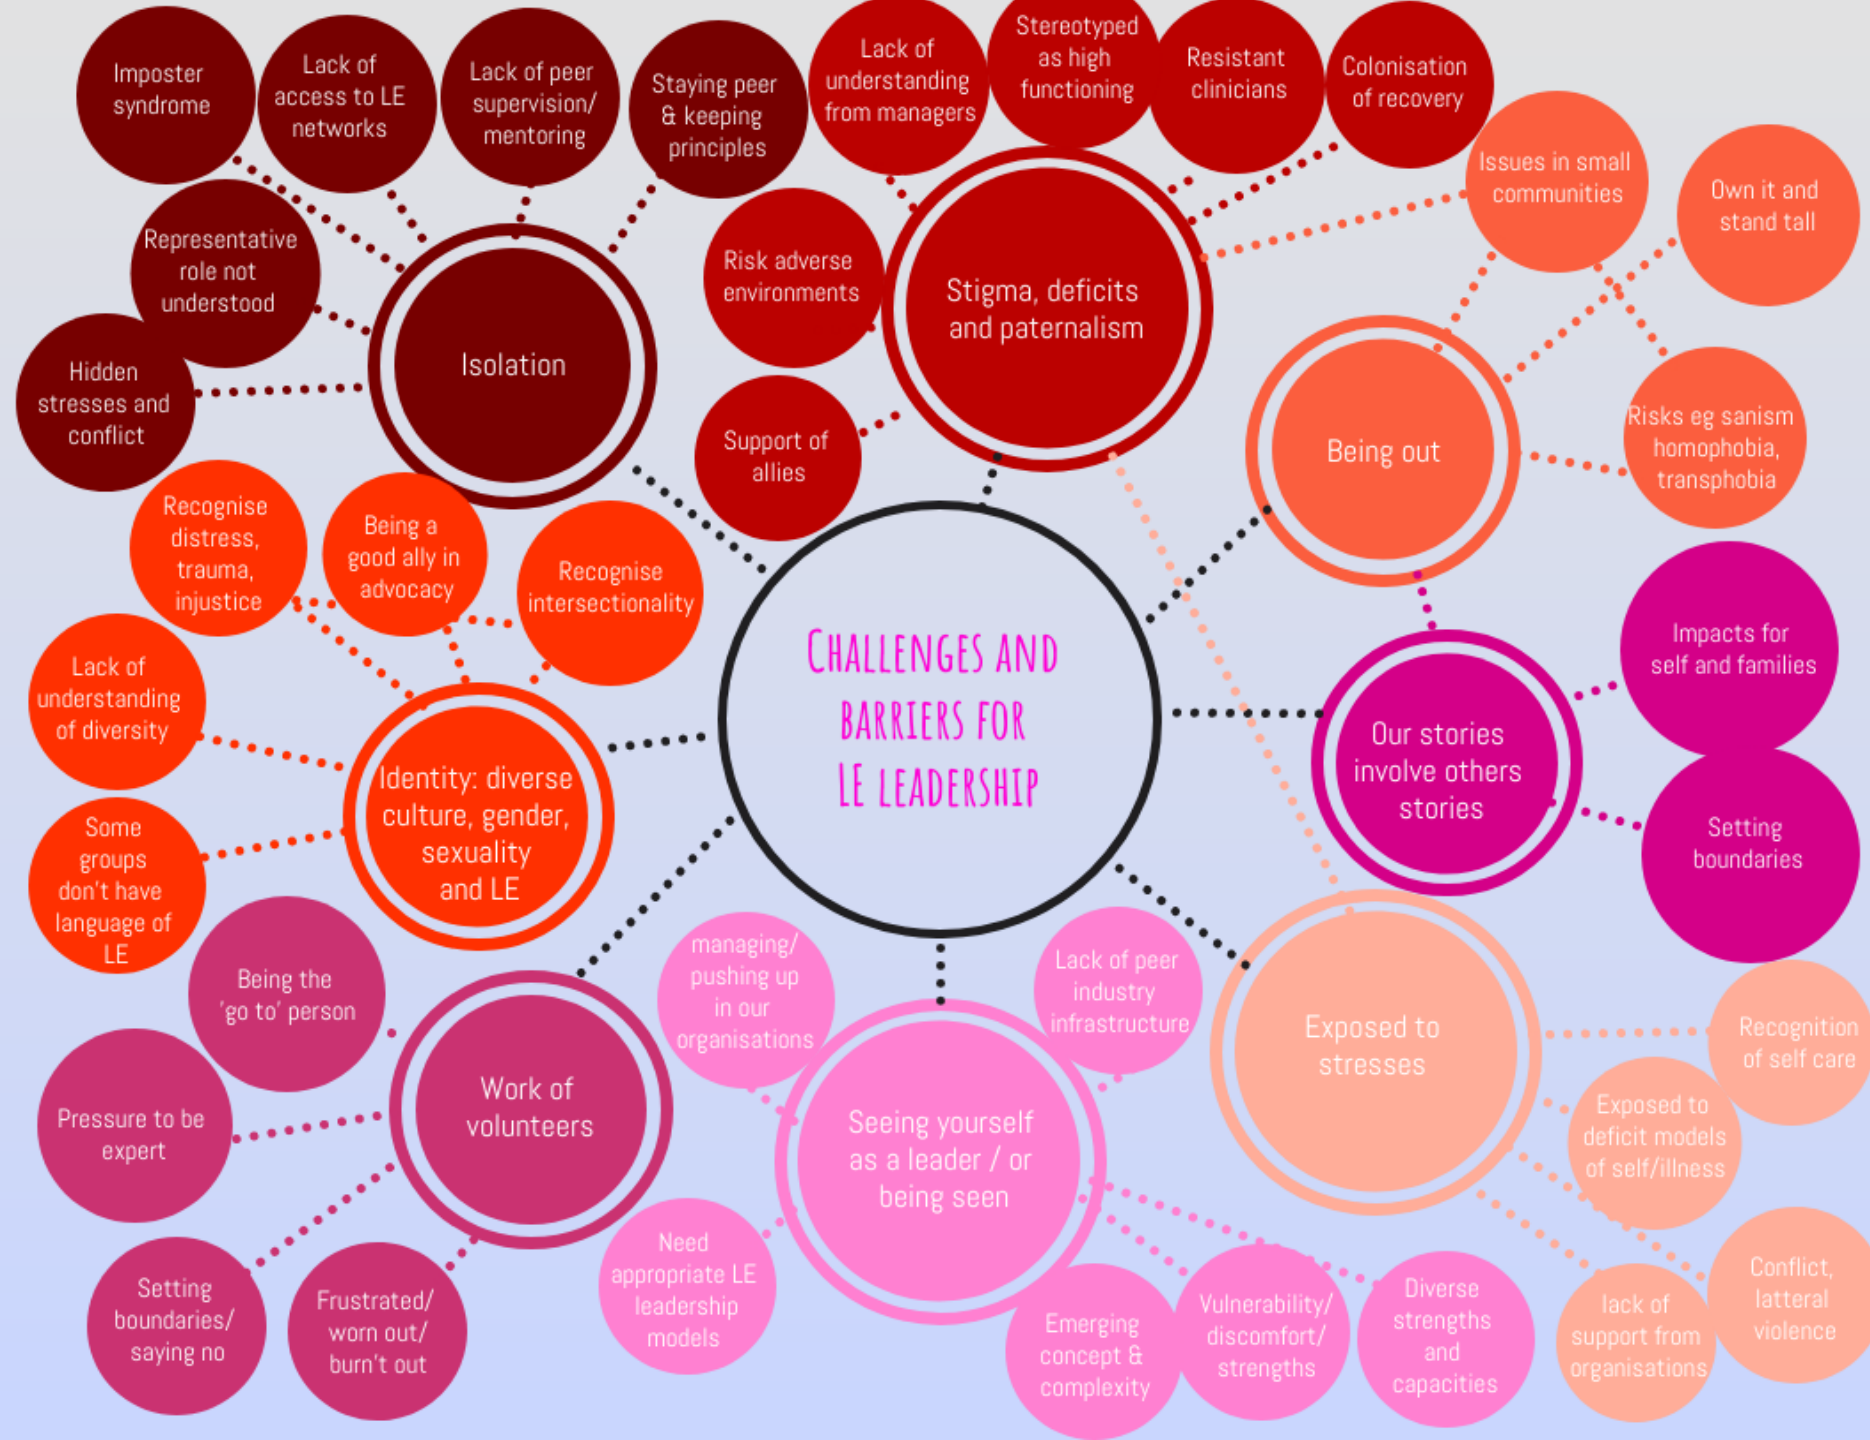 Imposter
syndrome
Lack of
access to LE
networks
Lack of peer
supervision/
mentoring
Staying peer
& keeping
principles
Representative
role not
understood
Hidden
stresses and
conflict
Isolation
Lack of
understanding
from managers
Stereotyped
as high
functioning
Resistant
clinicians
Colonisation
of recovery
Risk adverse
environments
Support of
allies
Stigma, deficits
and paternalism
Issues in small
communities
Own it and
stand tall
Risks eg sanism
homophobia,
transphobia
Being out
Recognise
distress,
trauma,
injustice
Being a
good ally in
advocacy
Recognise
intersectionality
Lack of
understanding
of diversity
Some
groups
don't have
language of
LE
Identity: diverse
culture, gender,
sexuality
and LE
CHALLENGES AND
BARRIERS FOR
LE LEADERSHIP
Impacts for
self and families
Setting
boundaries
Our stories
involve others
stories
Being the
'go to' person
Pressure to be
expert
Setting
boundaries/
saying no
Frustrated/
worn out/
burn't out
Work of
volunteers
managing/
pushing up
in our
organisations
Lack of peer
industry
infrastructure
Seeing yourself
as a leader / or
being seen
Need
appropriate LE
leadership
models
Emerging
concept &
complexity
Vulnerability/
discomfort/
strengths
Diverse
strengths
and
capacities
Exposed to
stresses
Recognition
of self care
Exposed to
deficit models
of self/illness
Conflict,
latteral
violence
lack of
support from
organisations